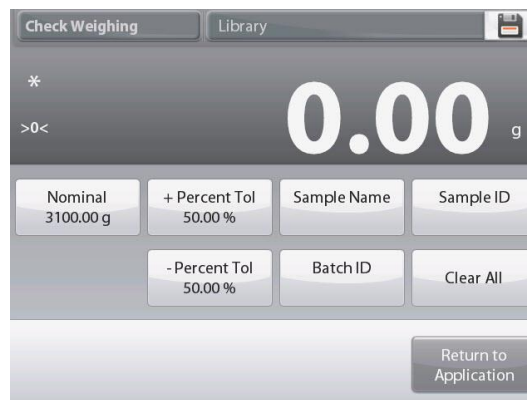 Check Weighing
Library
*
>0<
0.00 g
Nominal
3100.00 g
+ Percent Tol
50.00 %
Sample Name
Sample ID
- Percent Tol
50.00 %
Batch ID
Clear All
Return to
Application